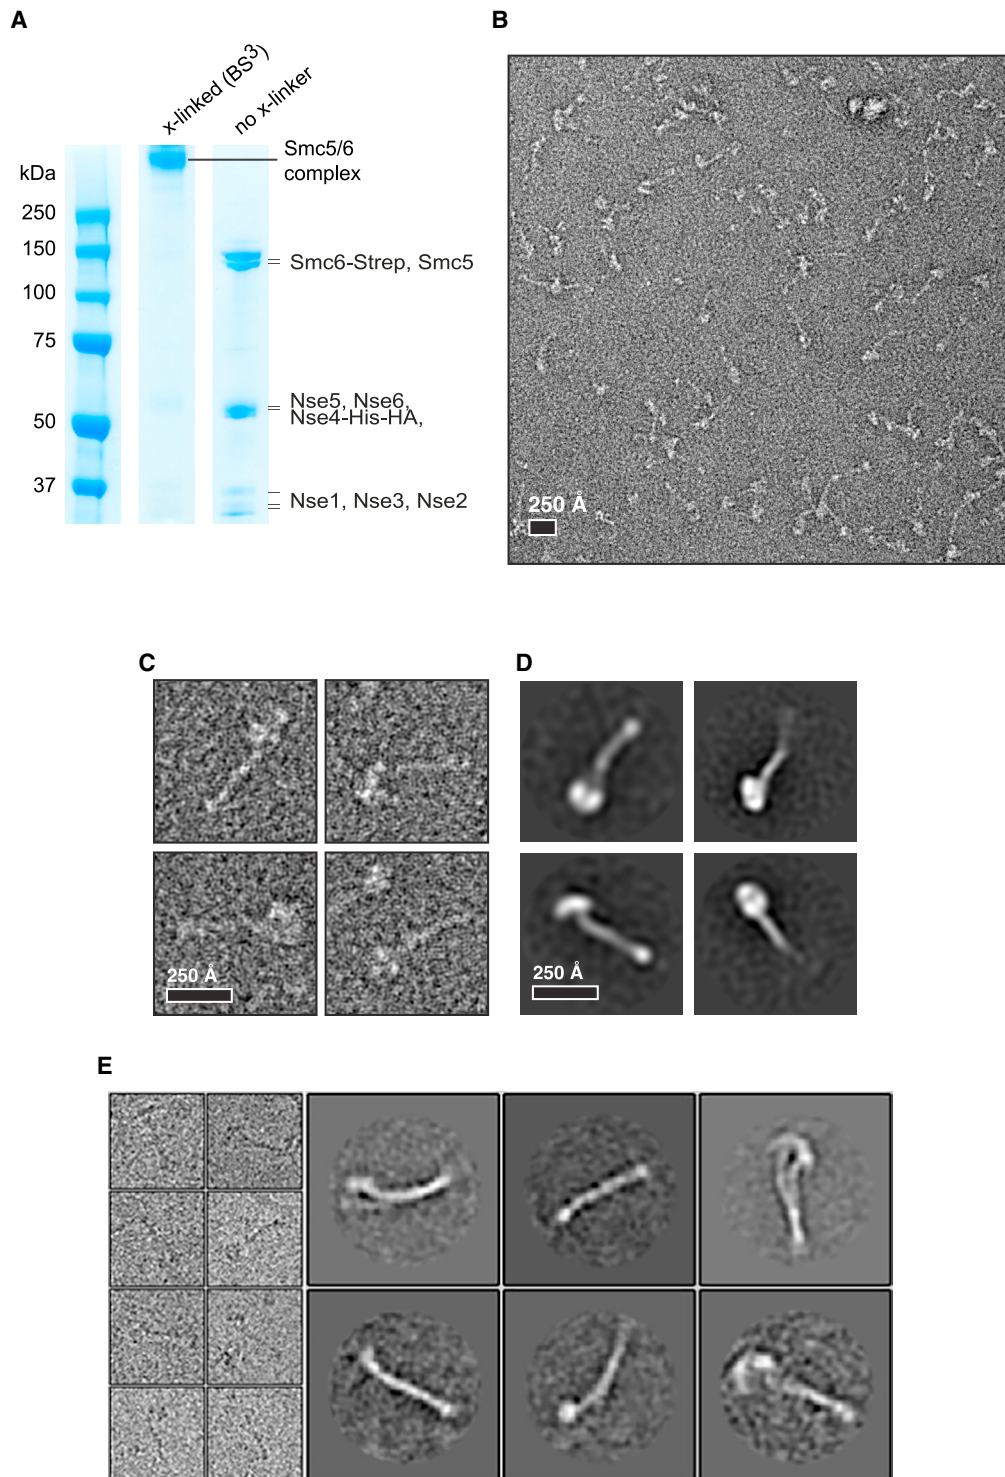 A
B
x-linked (BS3)
no x-linker
Smc5/6
complex
kDa
250
150
Smc6-Strep, Smc5
100
75
Nse5, Nse6,
Nse4-His-HA,
50
37
Nse1, Nse3, Nse2
250 Å
C
D
250 Å
250 Å
E